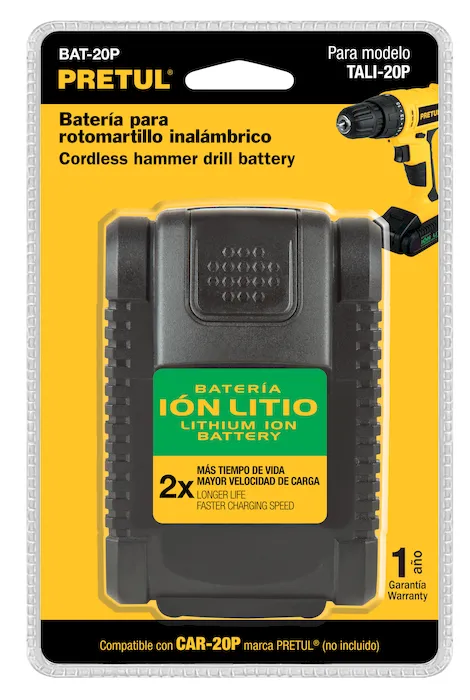 BAT-20P
PRETUL®
Para modelo
TALI-20P
PRETUL
Batería para
rotomartillo inalámbrico
Cordless hammer drill battery
BATERÍA
IÓN LITIO
LITHIUM ION
BATTERY
2x
MÁS TIEMPO DE VIDA
MAYOR VELOCIDAD DE CARGA
LONGER LIFE
FASTER CHARGING SPEED
1 año
Garantía
Warranty
Compatible con CAR-20P marca PRETUL® (no incluido)